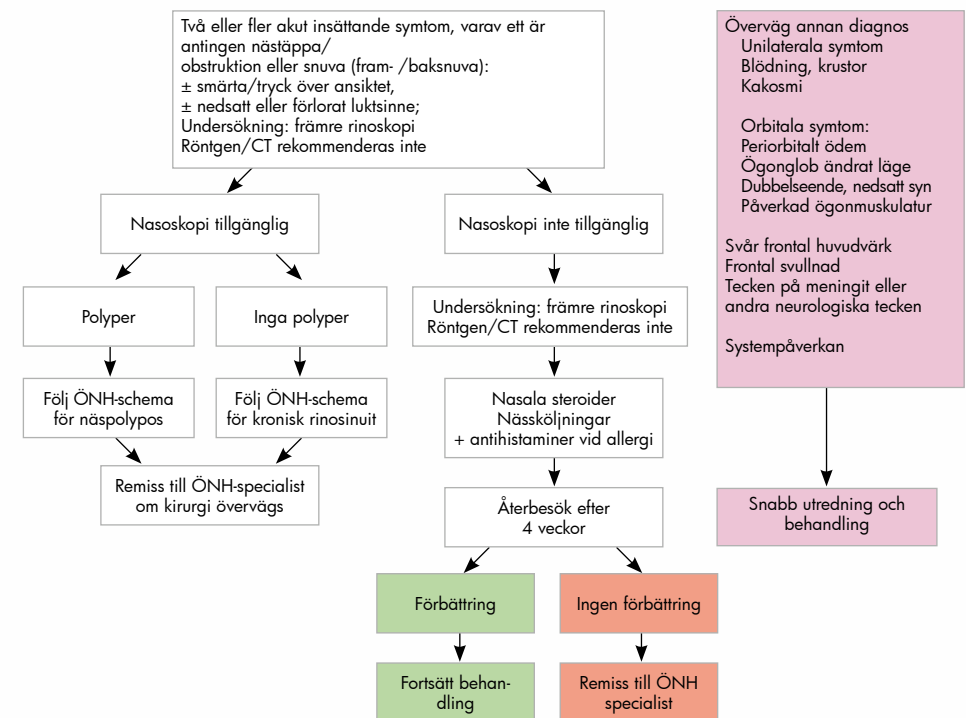 Två eller fler akut insättande symtom, varav ett är
antingen nästäppa/
obstruktion eller snuva (fram- /baksnuva):
± smärta/tryck över ansiktet,
± nedsatt eller förlorat luktsinne;
Undersökning: främre rinoskopi
Röntgen/CT rekommenderas inte
Nasoskopi tillgänglig
Nasoskopi inte tillgänglig
Polyper
Inga polyper
Undersökning: främre rinoskopi
Röntgen/CT rekommenderas inte
Följ ÖNH-schema
för näspolypos
Följ ÖNH-schema
för kronisk rinosinuit
Nasala steroider
Nässköljningar
+ antihistaminer vid allergi
Remiss till ÖNH-specialist
om kirurgi övervägs
Återbesök efter
4 veckor
Förbättring
Ingen förbättring
Fortsätt behan-
dling
Remiss till ÖNH
specialist
Överväg annan diagnos
Unilaterala symtom
Blödning, krustor
Kakosmi
Orbitala symtom:
Periorbitalt ödem
Ögonglob ändrat läge
Dubbelseende, nedsatt syn
Påverkad ögonmuskulatur
Svår frontal huvudvärk
Frontal svullnad
Tecken på meningit eller
andra neurologiska tecken
Systempåverkan
Snabb utredning och
behandling